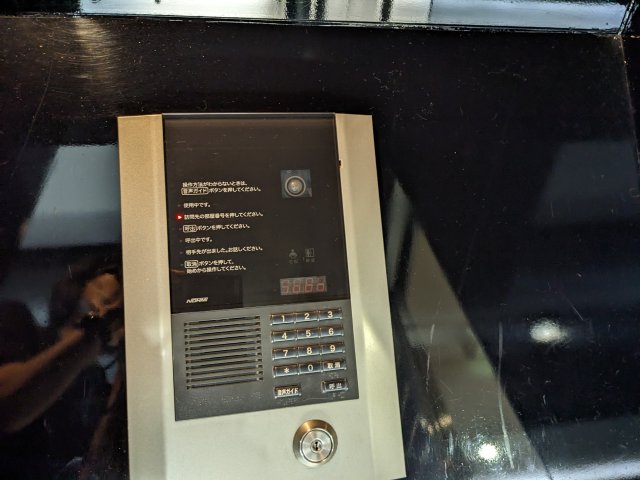 操作方法がわからないときは、
音声ガイドボタンを押してください。
使用中です。
訪問先の部屋番号を押してください。
呼出ボタンを押してください。
呼出中です。
相手先が出ました。お話しください。
取消ボタンを押して、
始めから操作してください。
1 2 3
4 5 6
7 8 9
* 0 取消
音声ガイド 呼出